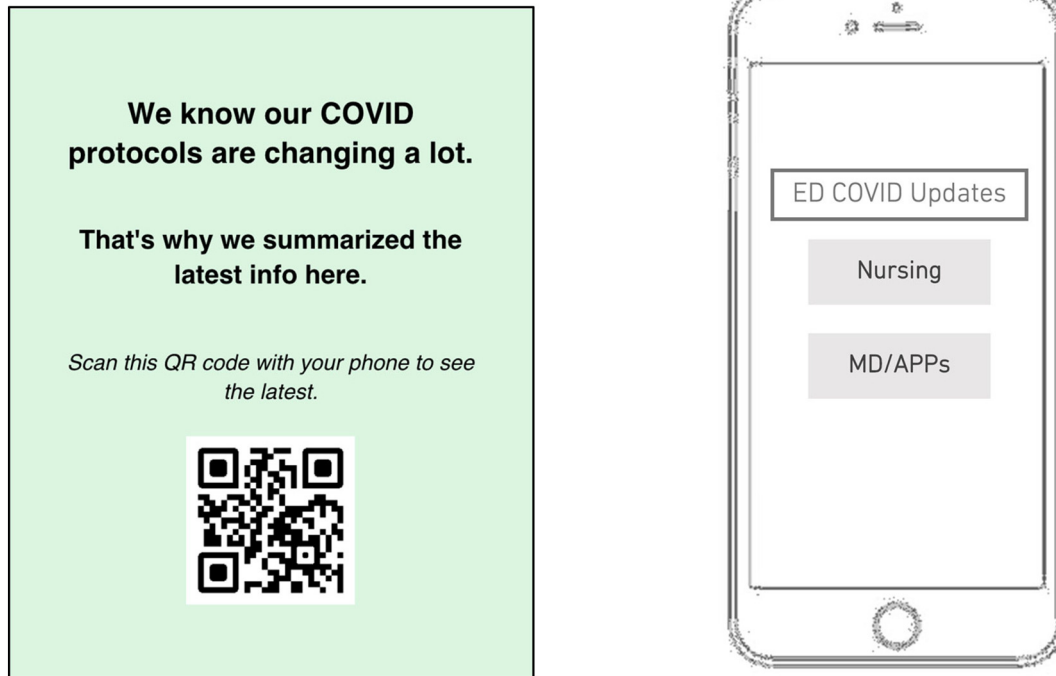 We know our COVID
protocols are changing a lot.
That's why we summarized the
latest info here.
Scan this QR code with your phone to see
the latest.
ED COVID Updates
Nursing
MD/APPs